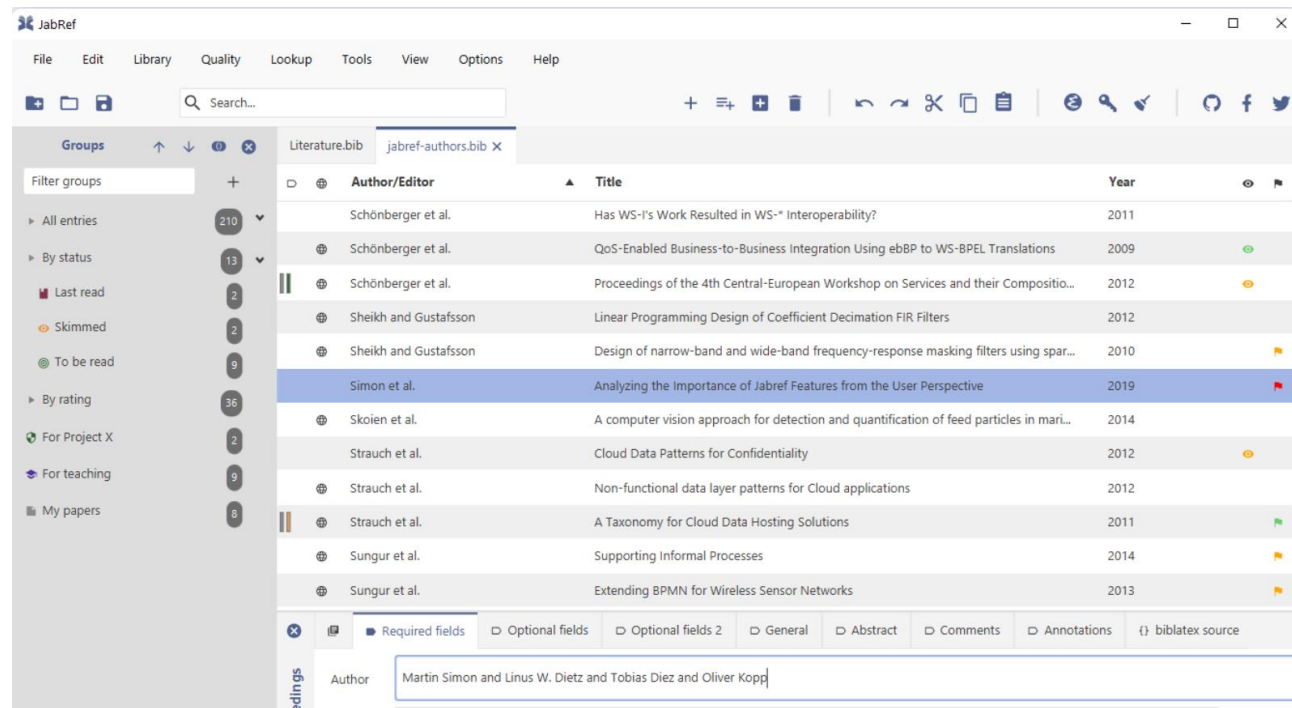 JabRef
File Edit Library Quality Lookup Tools View Options Help
Search...
Groups
Literature.bib jabref-authors.bib
Filter groups
Author/Editor Title Year
All entries 210
By status 13
Last read 2
Skimmed 2
To be read 9
By rating 36
For Project X 2
For teaching 9
My papers 8
Schönberger et al. Has WS-I's Work Resulted in WS-* Interoperability? 2011
Schönberger et al. QoS-Enabled Business-to-Business Integration Using ebBP to WS-BPEL Translations 2009
Schönberger et al. Proceedings of the 4th Central-European Workshop on Services and their Compositio... 2012
Sheikh and Gustafsson Linear Programming Design of Coefficient Decimation FIR Filters 2012
Sheikh and Gustafsson Design of narrow-band and wide-band frequency-response masking filters using spar... 2010
Simon et al. Analyzing the Importance of Jabref Features from the User Perspective 2019
Skoien et al. A computer vision approach for detection and quantification of feed particles in mari... 2014
Strauch et al. Cloud Data Patterns for Confidentiality 2012
Strauch et al. Non-functional data layer patterns for Cloud applications 2012
Strauch et al. A Taxonomy for Cloud Data Hosting Solutions 2011
Sungur et al. Supporting Informal Processes 2014
Sungur et al. Extending BPMN for Wireless Sensor Networks 2013
Required fields Optional fields Optional fields 2 General Abstract Comments Annotations {} biblatex source
edings
Author Martin Simon and Linus W. Dietz and Tobias Diez and Oliver Kopp